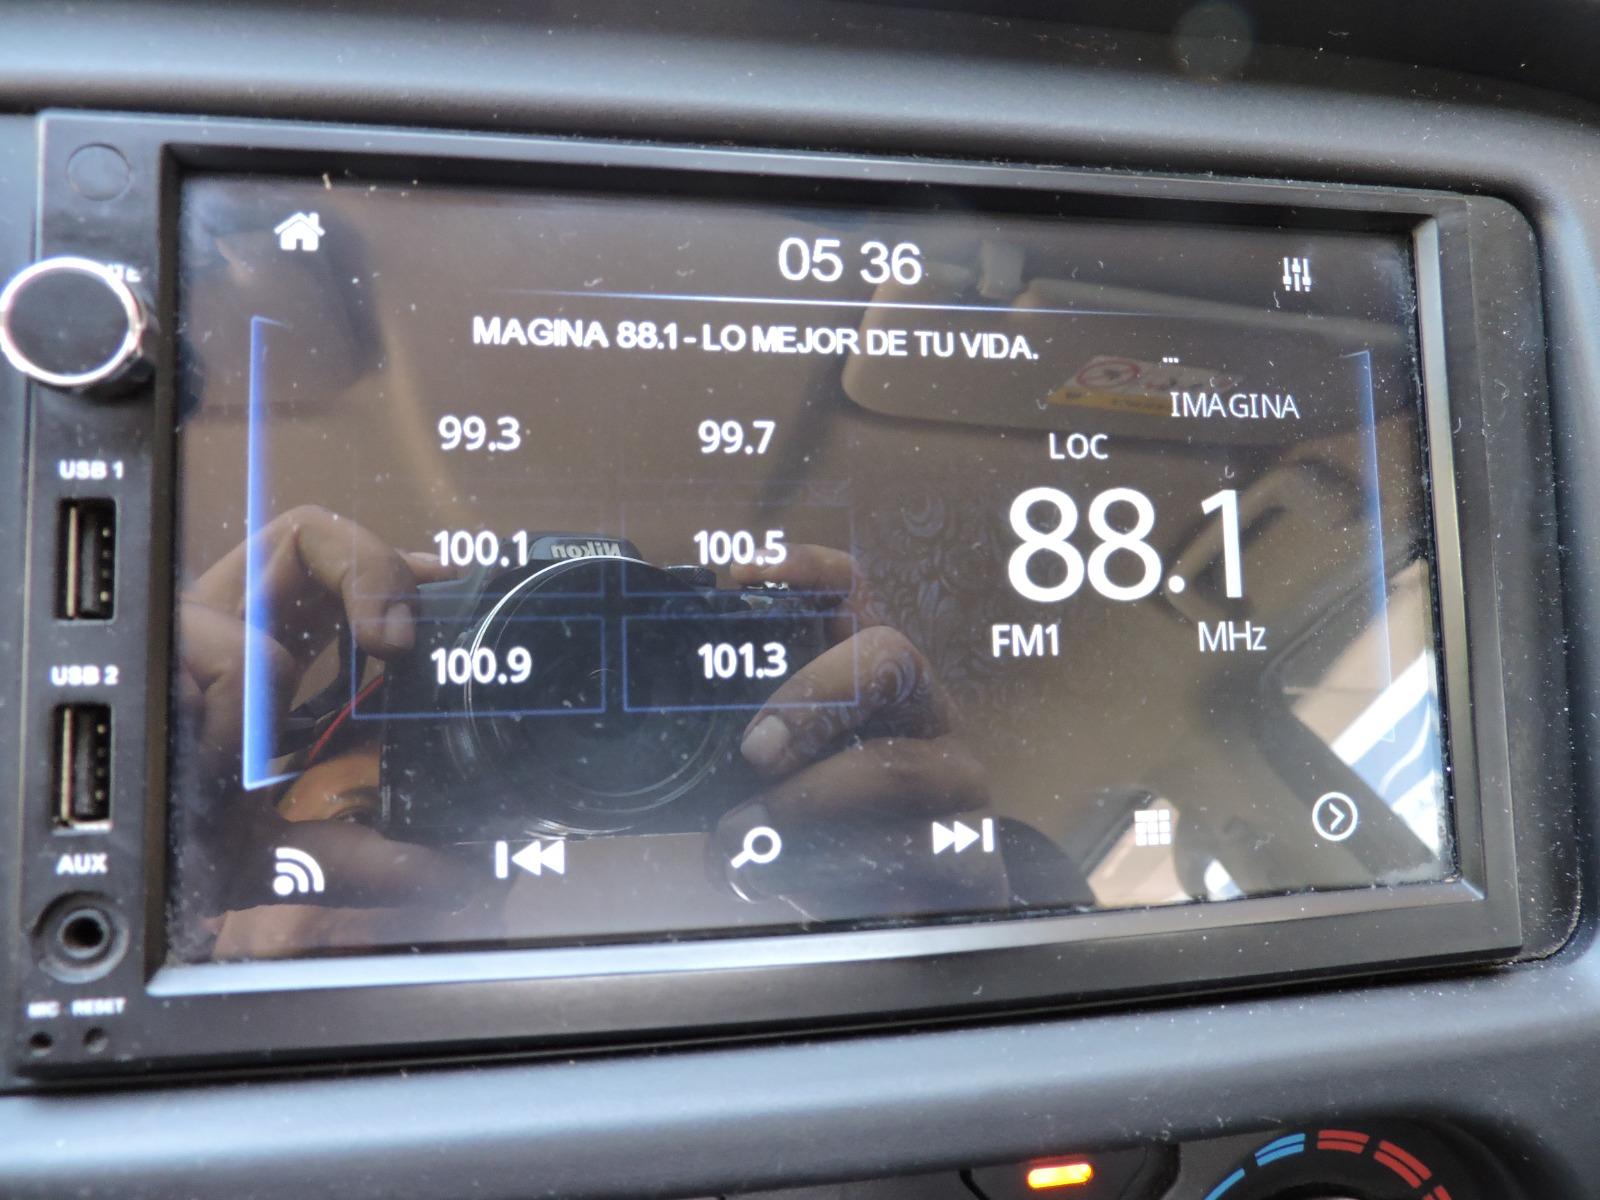 05 36
MAGINA 88.1 - LO MEJOR DE TU VIDA.
...
IMAGINA
99.3 99.7
LOC
100.1 100.5
88.1
FM1 MHz
100.9 101.3
USB 1
USB 2
AUX
MIC RESET
Nikon